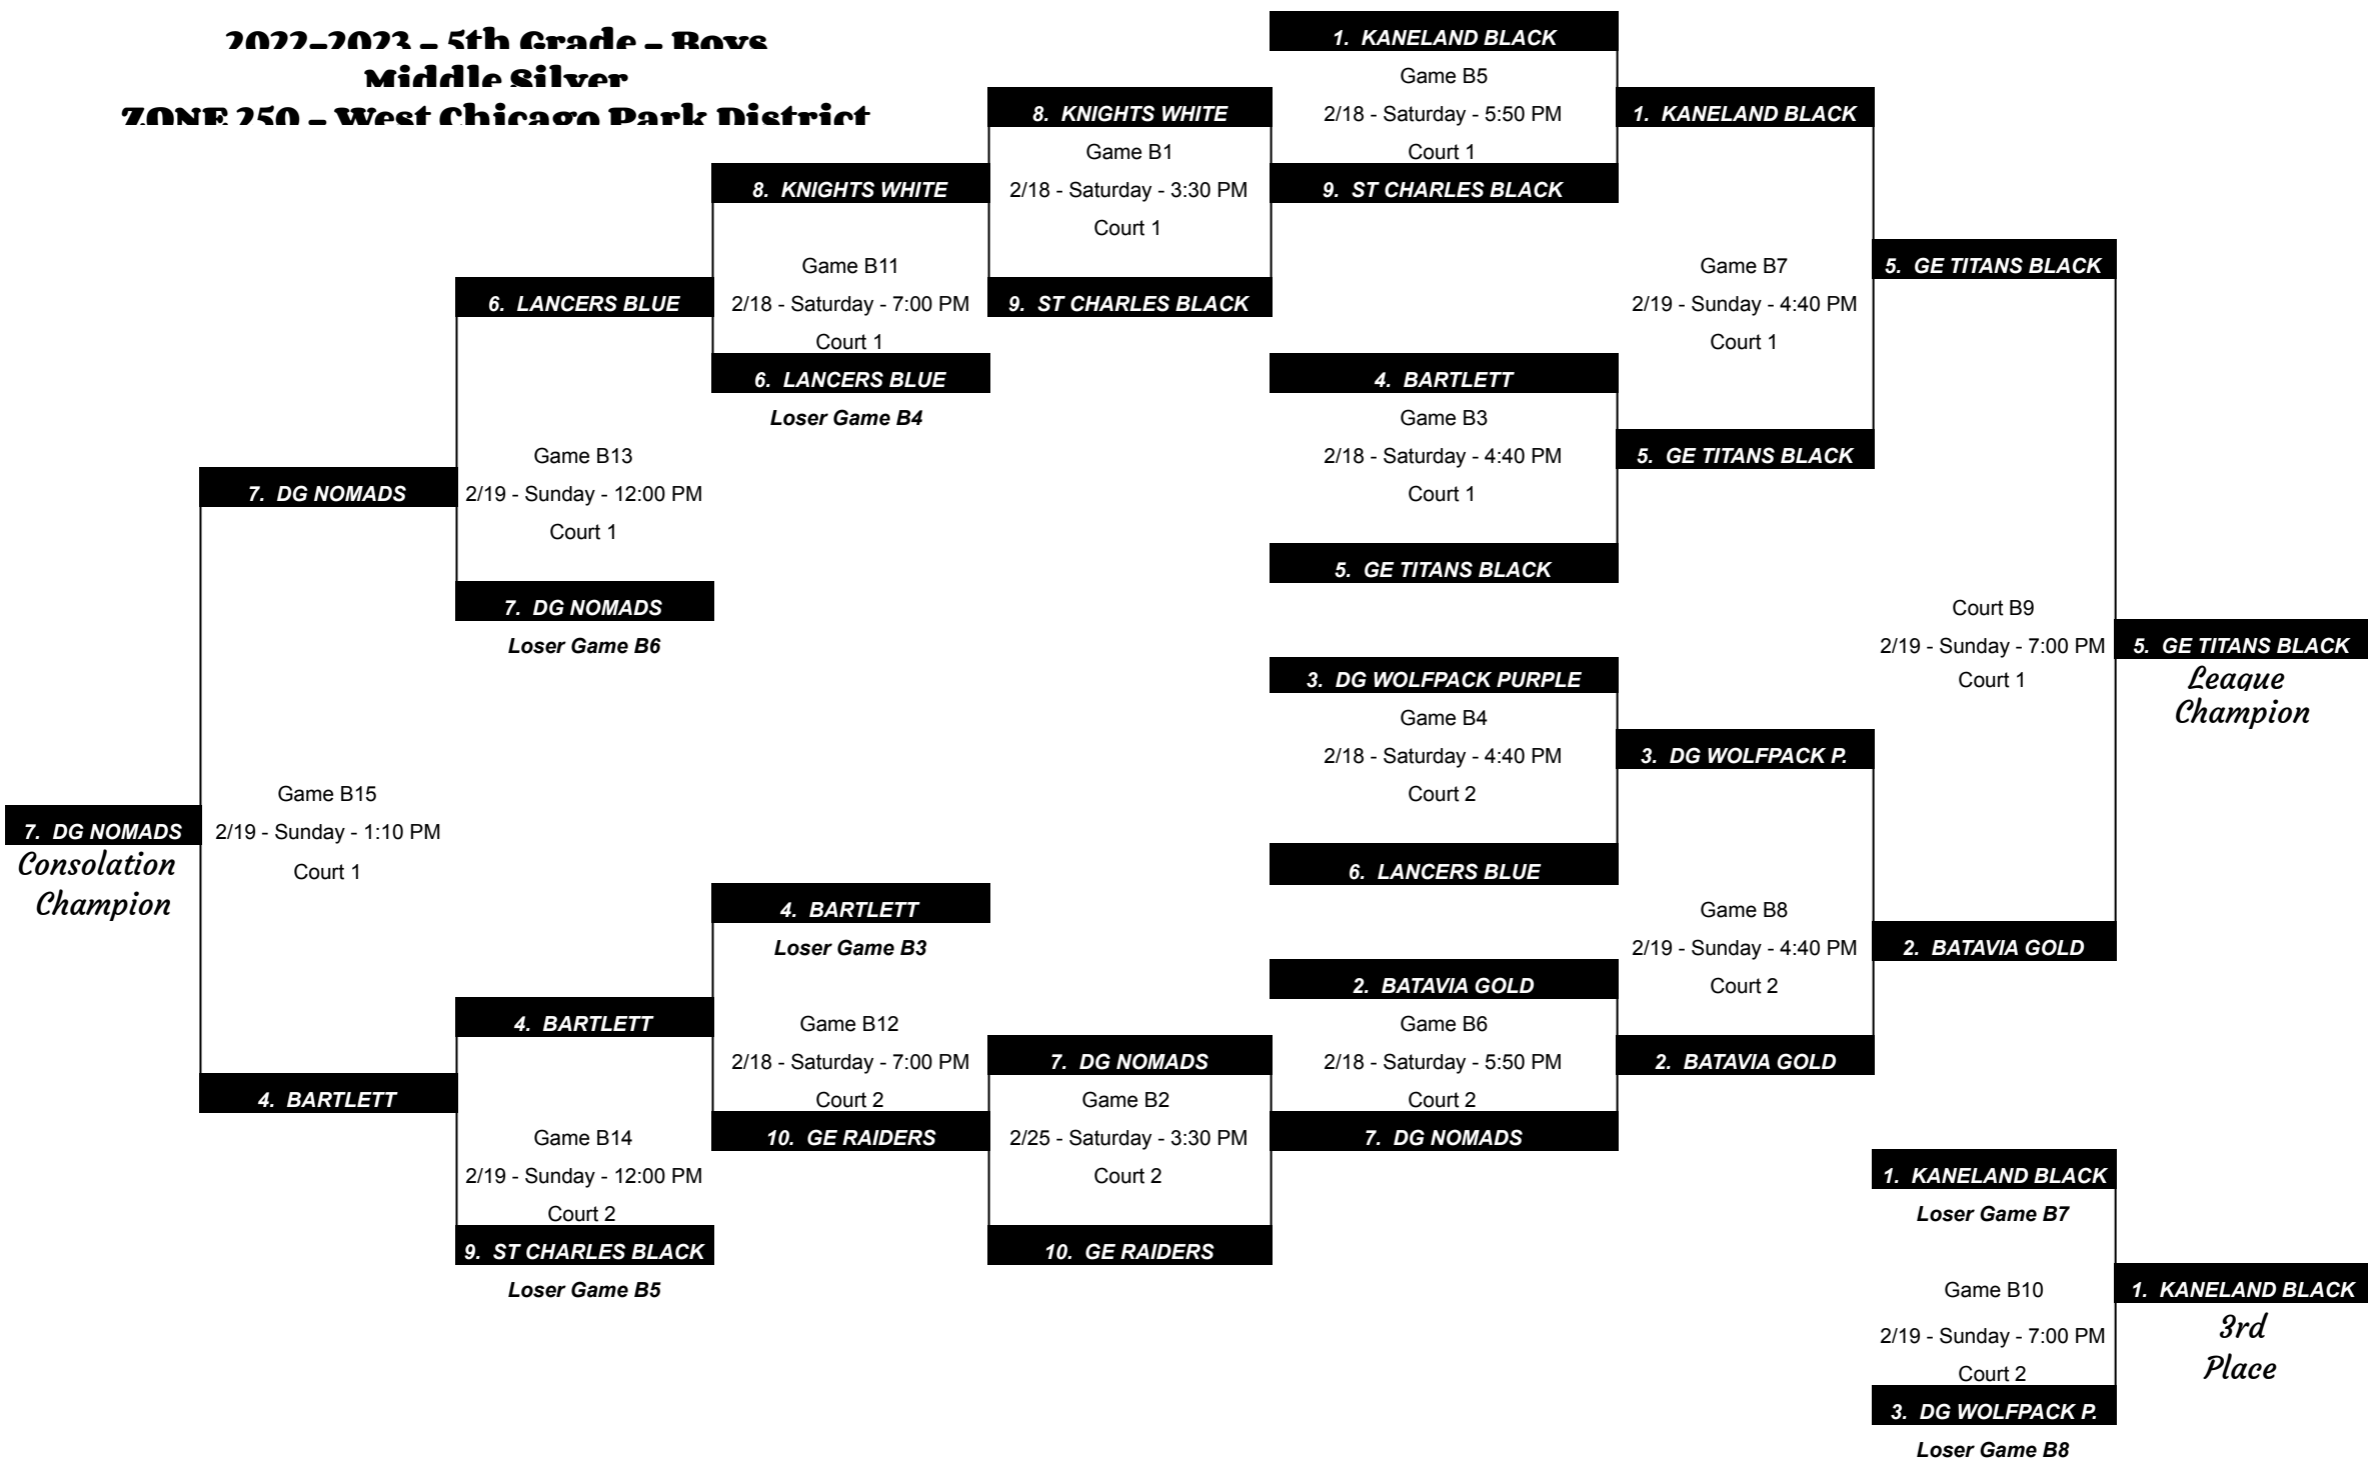 2022-2023 - 5th Grade - Boys
Middle Silver
ZONE 250 - West Chicago Park District
7. DG NOMADS
Consolation
Champion
7. DG NOMADS
Game B15
2/19 - Sunday - 1:10 PM
Court 1
4. BARTLETT
6. LANCERS BLUE
Game B13
2/19 - Sunday - 12:00 PM
Court 1
7. DG NOMADS
Loser Game B6
4. BARTLETT
Game B14
2/19 - Sunday - 12:00 PM
Court 2
9. ST CHARLES BLACK
Loser Game B5
8. KNIGHTS WHITE
Game B11
2/18 - Saturday - 7:00 PM
Court 1
6. LANCERS BLUE
Loser Game B4
4. BARTLETT
Loser Game B3
Game B12
2/18 - Saturday - 7:00 PM
Court 2
10. GE RAIDERS
8. KNIGHTS WHITE
Game B1
2/18 - Saturday - 3:30 PM
Court 1
9. ST CHARLES BLACK
7. DG NOMADS
Game B2
2/25 - Saturday - 3:30 PM
Court 2
10. GE RAIDERS
1. KANELAND BLACK
Game B5
2/18 - Saturday - 5:50 PM
Court 1
9. ST CHARLES BLACK
4. BARTLETT
Game B3
2/18 - Saturday - 4:40 PM
Court 1
5. GE TITANS BLACK
3. DG WOLFPACK PURPLE
Game B4
2/18 - Saturday - 4:40 PM
Court 2
6. LANCERS BLUE
2. BATAVIA GOLD
Game B6
2/18 - Saturday - 5:50 PM
Court 2
7. DG NOMADS
1. KANELAND BLACK
Game B7
2/19 - Sunday - 4:40 PM
Court 1
5. GE TITANS BLACK
3. DG WOLFPACK P.
Game B8
2/19 - Sunday - 4:40 PM
Court 2
2. BATAVIA GOLD
5. GE TITANS BLACK
Court B9
2/19 - Sunday - 7:00 PM
Court 1
2. BATAVIA GOLD
5. GE TITANS BLACK
League
Champion
1. KANELAND BLACK
Loser Game B7
Game B10
2/19 - Sunday - 7:00 PM
Court 2
3. DG WOLFPACK P.
Loser Game B8
1. KANELAND BLACK
3rd
Place